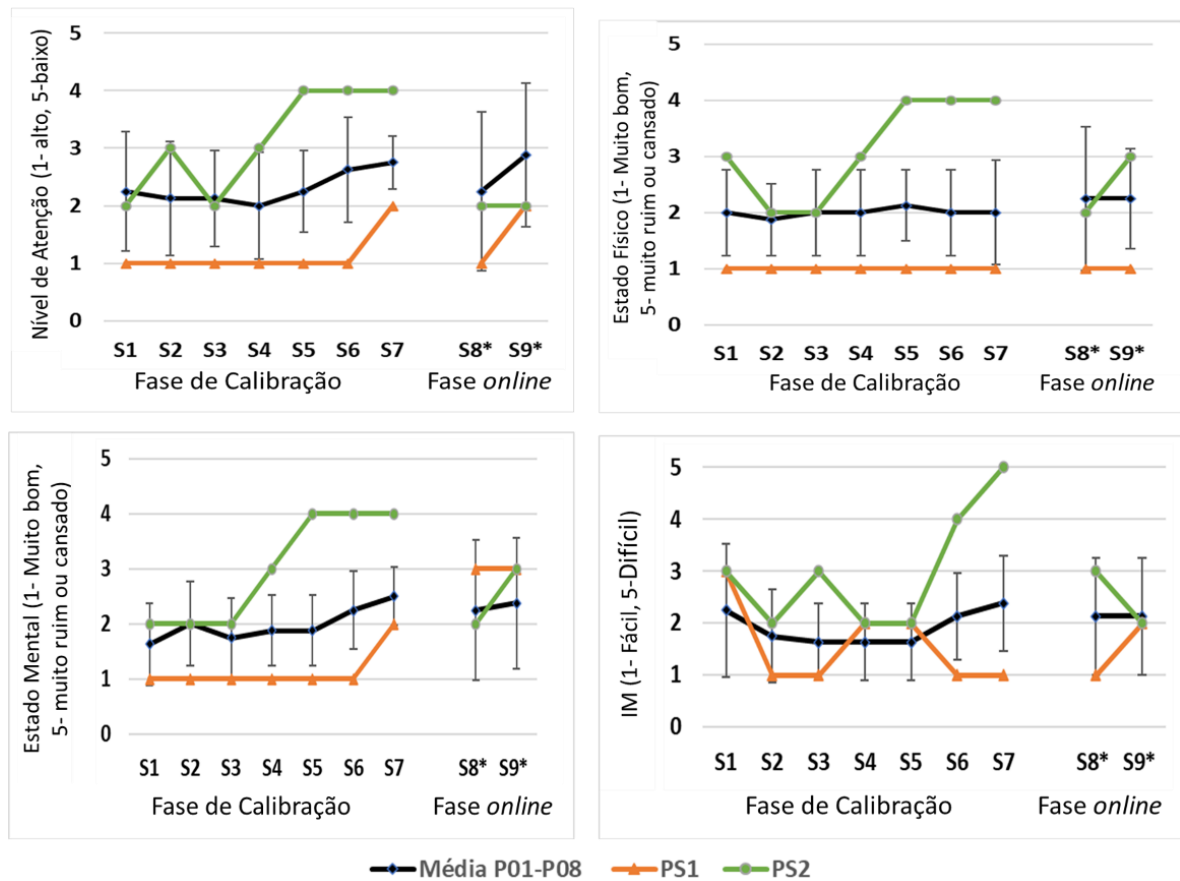 Nível de Atenção (1- alto, 5-baixo)
5
4
3
2
1
0
S1 S2 S3 S4 S5 S6 S7 S8* S9*
Fase de Calibração Fase online
Estado Físico (1- Muito bom,
5- muito ruim ou cansado)
5
4
3
2
1
0
S1 S2 S3 S4 S5 S6 S7 S8* S9*
Fase de Calibração Fase online
Estado Mental (1- Muito bom,
5- muito ruim ou cansado)
5
4
3
2
1
0
S1 S2 S3 S4 S5 S6 S7 S8* S9*
Fase de Calibração Fase online
IM (1- Fácil, 5-Difícil)
5
4
3
2
1
0
S1 S2 S3 S4 S5 S6 S7 S8* S9*
Fase de Calibração Fase online
Média P01-P08 PS1 PS2